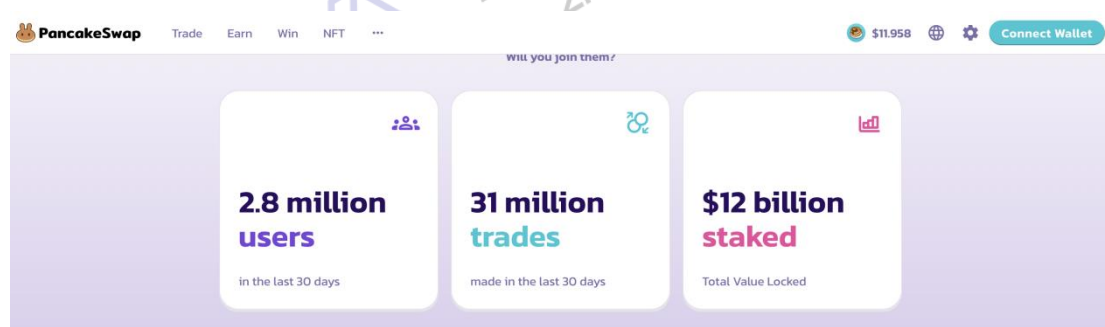 PancakeSwap Trade Earn Win NFT ... $11.958 Connect Wallet
Will you join them?
2.8 million
users
in the last 30 days
31 million
trades
made in the last 30 days
$12 billion
staked
Total Value Locked